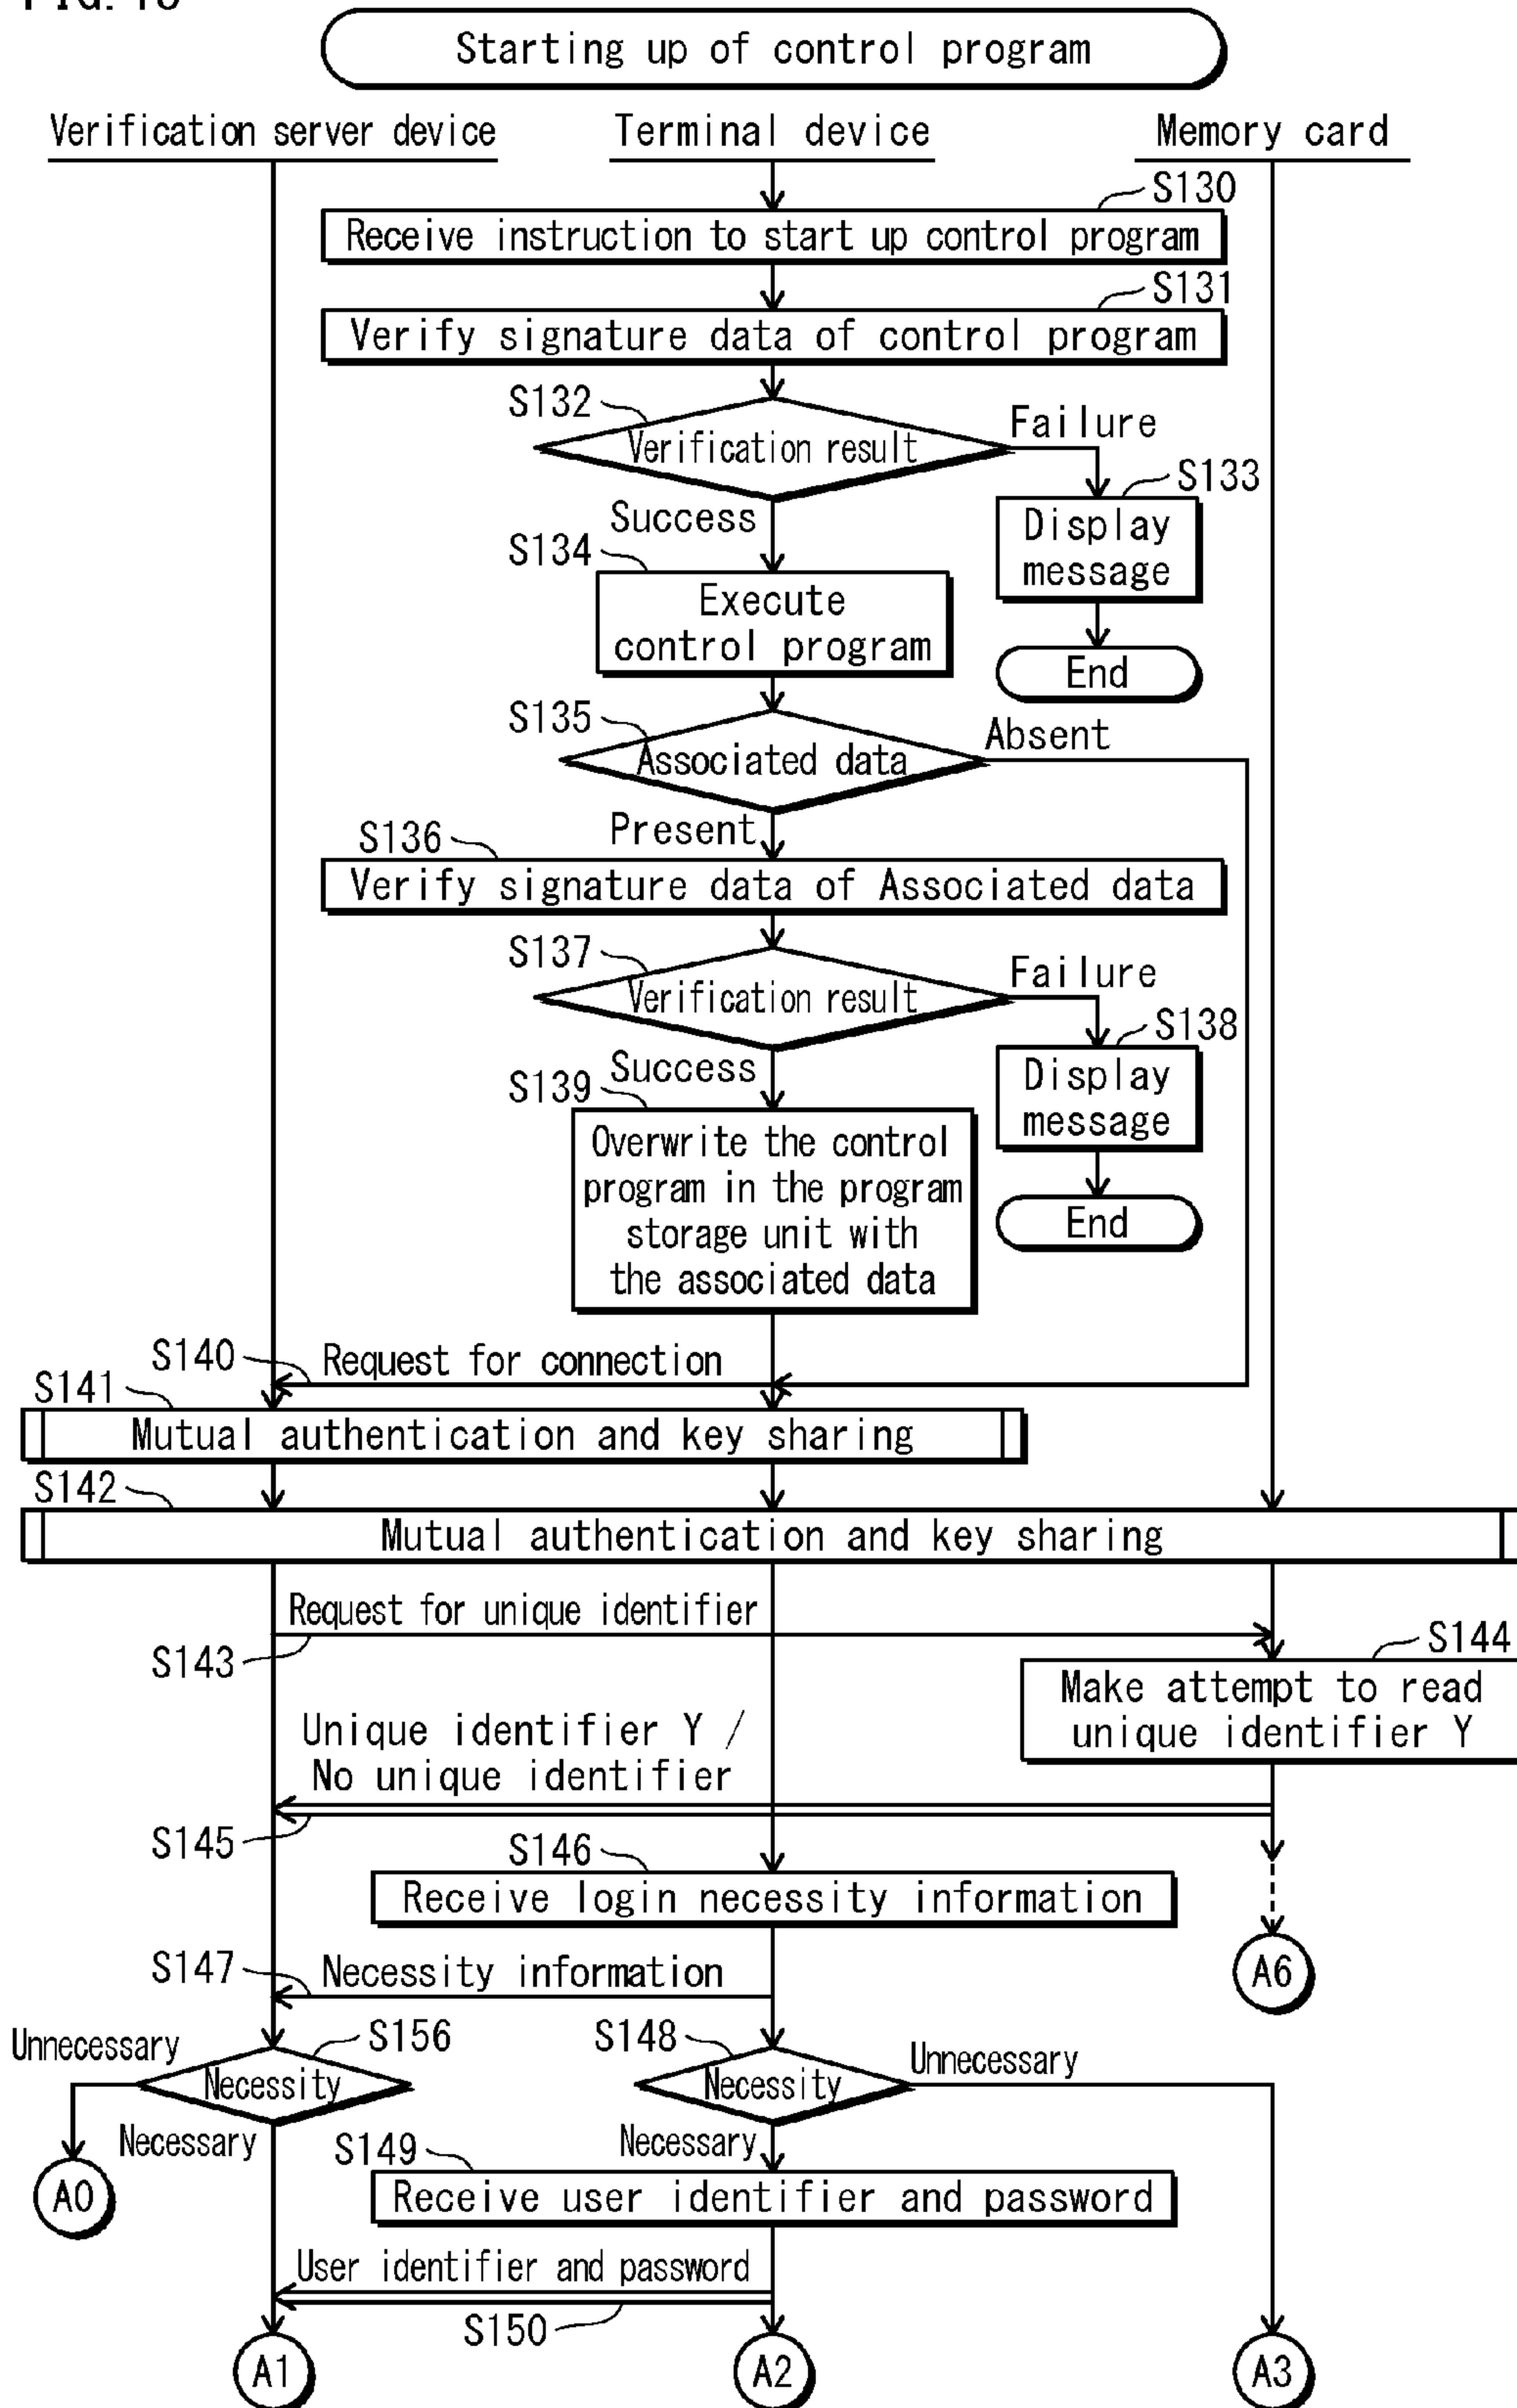 Starting up of control program
Verification server device
Terminal device
Memory card
S130
Receive instruction to start up control program
S131
Verify signature data of control program
S132
Verification result
Failure
S133
Display
message
End
Success
S134
Execute
control program
S135
Associated data
Absent
Present
S136
Verify signature data of Associated data
S137
Verification result
Failure
S138
Display
message
End
Success
S139
Overwrite the control
program in the program
storage unit with
the associated data
S140
Request for connection
S141
Mutual authentication and key sharing
S142
Mutual authentication and key sharing
Request for unique identifier
S143
S144
Make attempt to read
unique identifier Y
Unique identifier Y /
No unique identifier
S145
S146
Receive login necessity information
A6
S147
Necessity information
Unnecessary
S156
Necessity
Necessary
A0
S148
Necessity
Unnecessary
Necessary
S149
Receive user identifier and password
User identifier and password
S150
A1
A2
A3